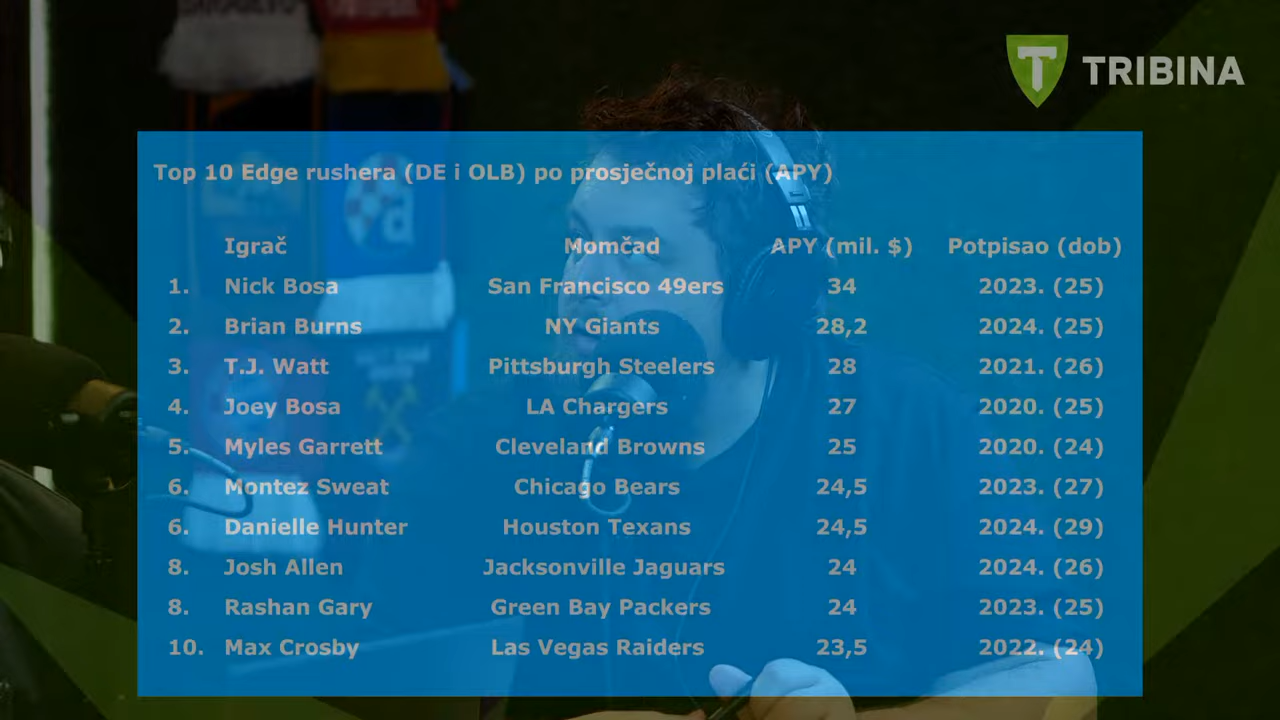 TRIBINA
Top 10 Edge rushera (DE i OLB) po prosječnoj plaći (APY)
Igrač Momčad APY (mil. $) Potpisao (dob)
1. Nick Bosa San Francisco 49ers 34 2023. (25)
2. Brian Burns NY Giants 28,2 2024. (25)
3. T.J. Watt Pittsburgh Steelers 28 2021. (26)
4. Joey Bosa LA Chargers 27 2020. (25)
5. Myles Garrett Cleveland Browns 25 2020. (24)
6. Montez Sweat Chicago Bears 24,5 2023. (27)
6. Danielle Hunter Houston Texans 24,5 2024. (29)
8. Josh Allen Jacksonville Jaguars 24 2024. (26)
8. Rashan Gary Green Bay Packers 24 2023. (25)
10. Max Crosby Las Vegas Raiders 23,5 2022. (24)